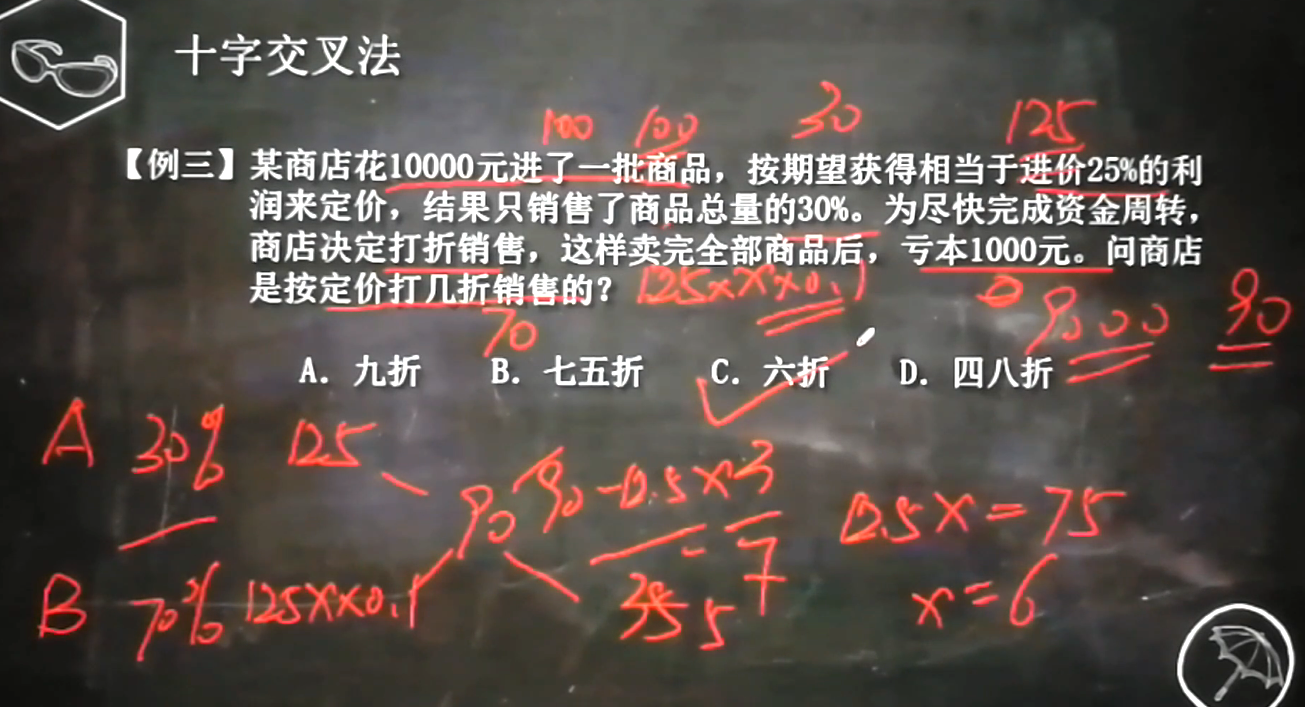 十字交叉法
100 100 30 125
【例三】某商店花10000元进了一批商品，按期望获得相当于进价25%的利
润来定价，结果只销售了商品总量的30%。为尽快完成资金周转，
商店决定打折销售，这样卖完全部商品后，亏本1000元。问商店
是按定价打几折销售的？ 125×X×0.1
70 9000 90
A. 九折 B. 七五折 C. 六折 D. 四八折
A 30% 125
90 90-12.5x 3
35 5 7
B 70% 125×X×0.1
12.5x=75
x=6